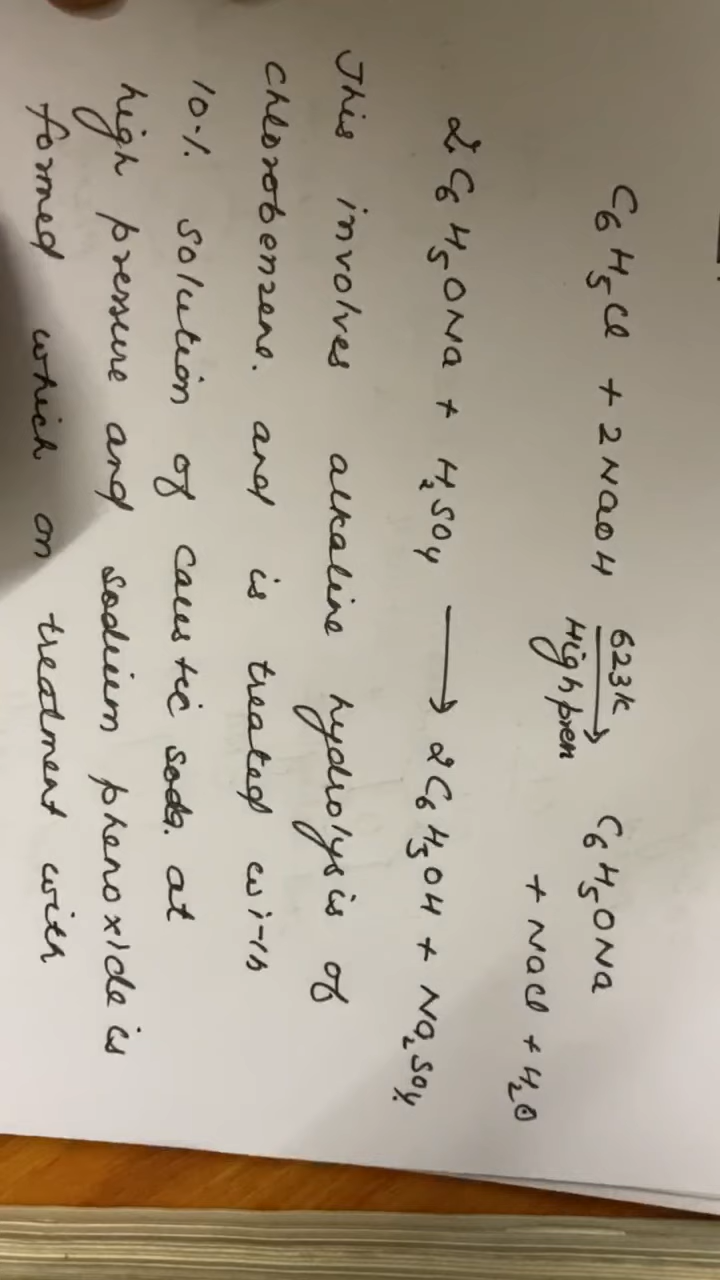 C₆H₅Cl + 2NaOH 623K→ High pren C₆H₅ONa
+ NaCl + H₂O
2C₆H₅ONa + H₂SO₄ → 2C₆H₅OH + Na₂SO₄.
This involves alkaline hydrolysis of
chlorobenzene. and is treated with
10% solution of caustic soda. at
high pressure and sodium phenoxide is
formed which on treatment with